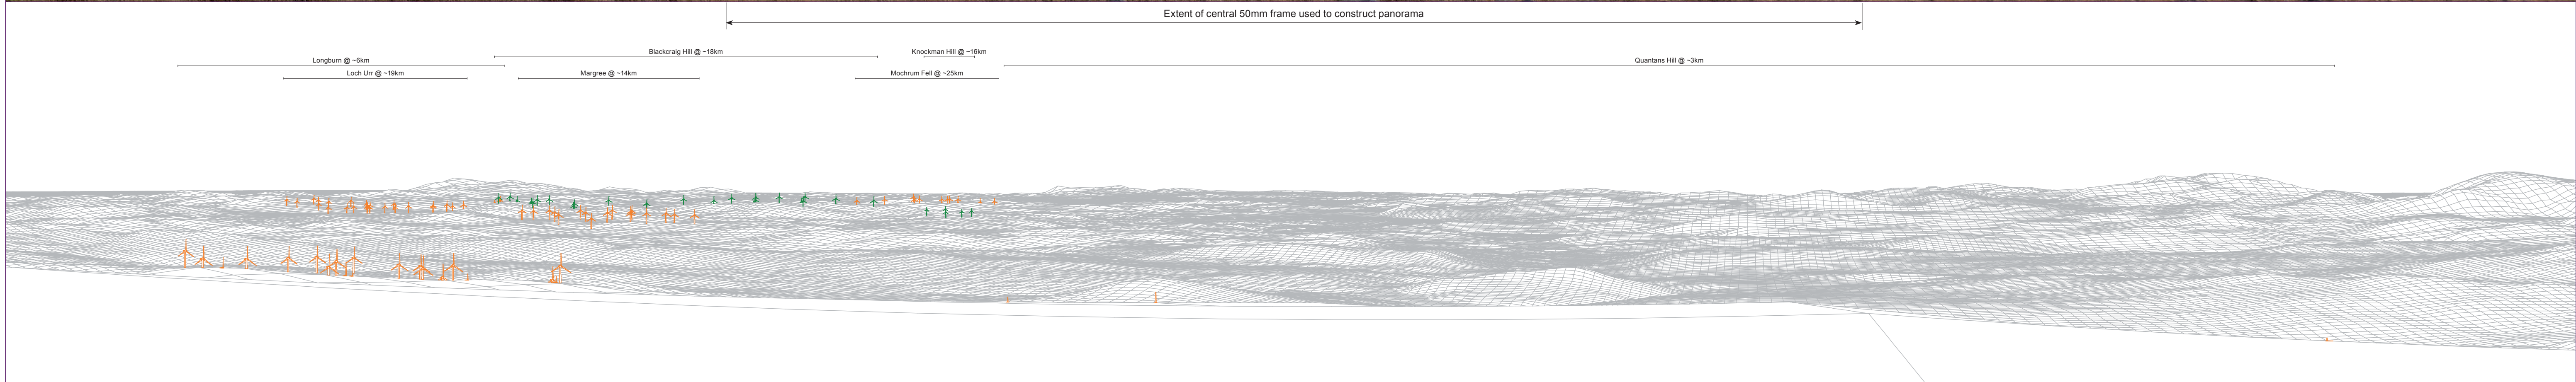 Extent of central 50mm frame used to construct panorama
Blackcraig Hill @ ~18km
Knockman Hill @ ~16km
Longburn @ ~6km
Quantans Hill @ ~3km
Loch Urr @ ~19km
Margree @ ~14km
Mochrum Fell @ ~25km